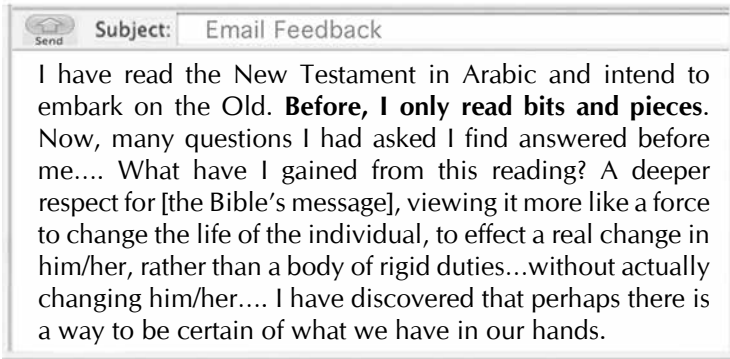 Send Subject: Email Feedback
I have read the New Testament in Arabic and intend to
embark on the Old. Before, I only read bits and pieces.
Now, many questions I had asked I find answered before
me.... What have I gained from this reading? A deeper
respect for [the Bible’s message], viewing it more like a force
to change the life of the individual, to effect a real change in
him/her, rather than a body of rigid duties...without actually
changing him/her.... I have discovered that perhaps there is
a way to be certain of what we have in our hands.